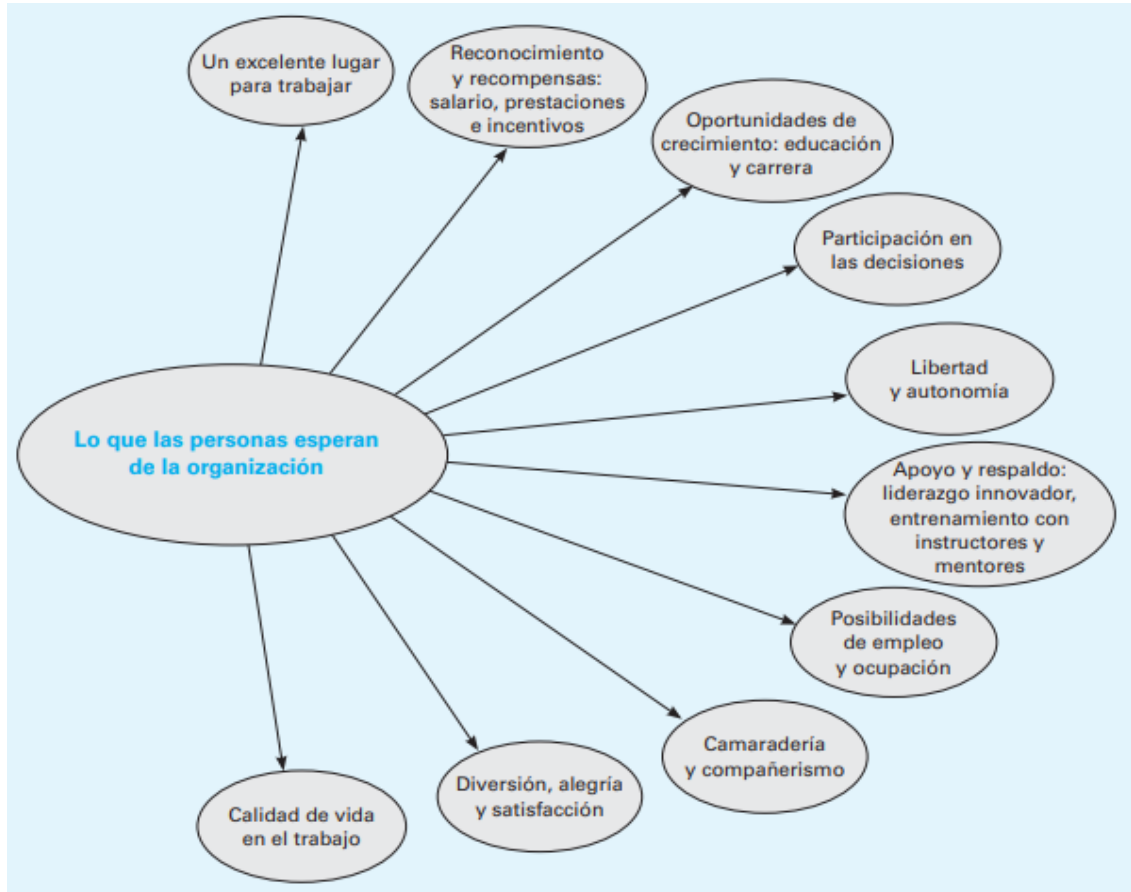 Un excelente lugar
para trabajar
Reconocimiento
y recompensas:
salario, prestaciones
e incentivos
Oportunidades de
crecimiento: educación
y carrera
Participación en
las decisiones
Libertad
y autonomía
Lo que las personas esperan
de la organización
Apoyo y respaldo:
liderazgo innovador,
entrenamiento con
instructores y
mentores
Posibilidades
de empleo
y ocupación
Camaradería
y compañerismo
Diversión, alegría
y satisfacción
Calidad de vida
en el trabajo